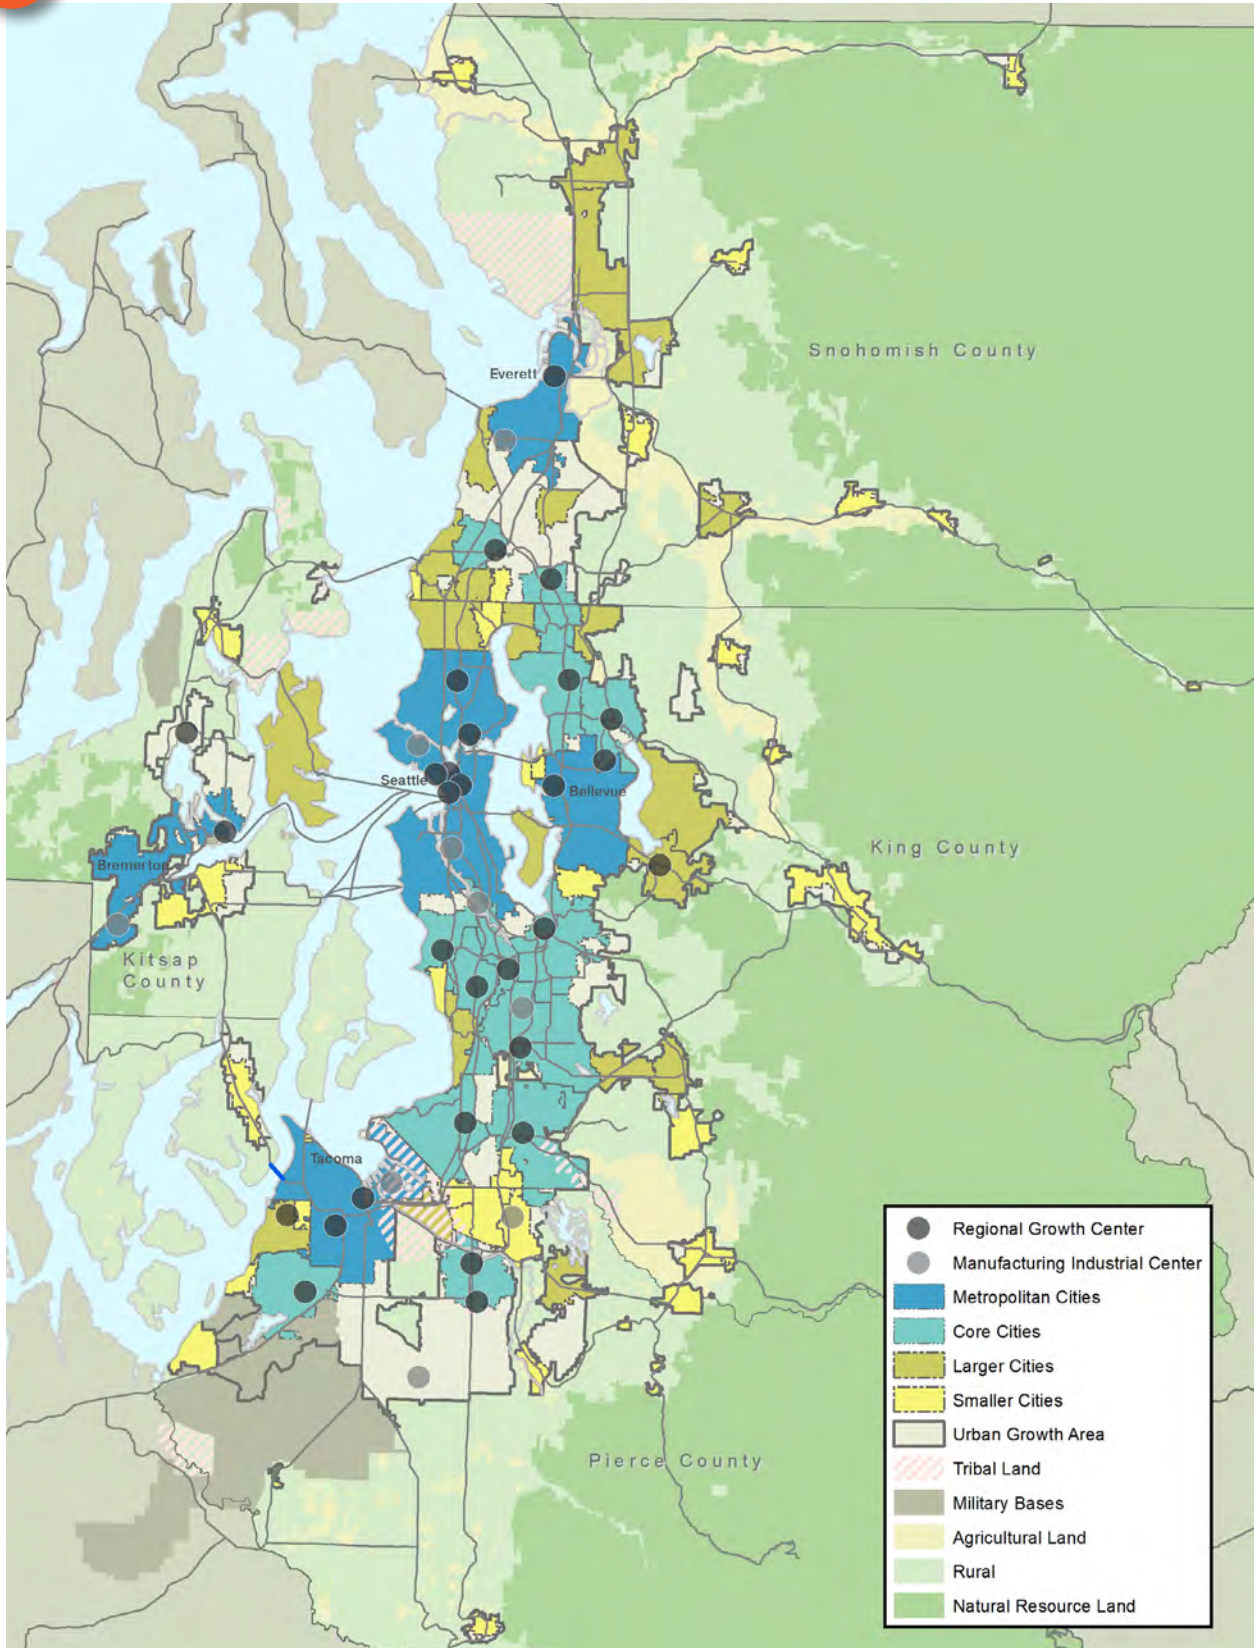 Snohomish County
Everett
Seattle
Bellevue
King County
Bremerton
Kitsap
County
Tacoma
Pierce County
Regional Growth Center
Manufacturing Industrial Center
Metropolitan Cities
Core Cities
Larger Cities
Smaller Cities
Urban Growth Area
Tribal Land
Military Bases
Agricultural Land
Rural
Natural Resource Land